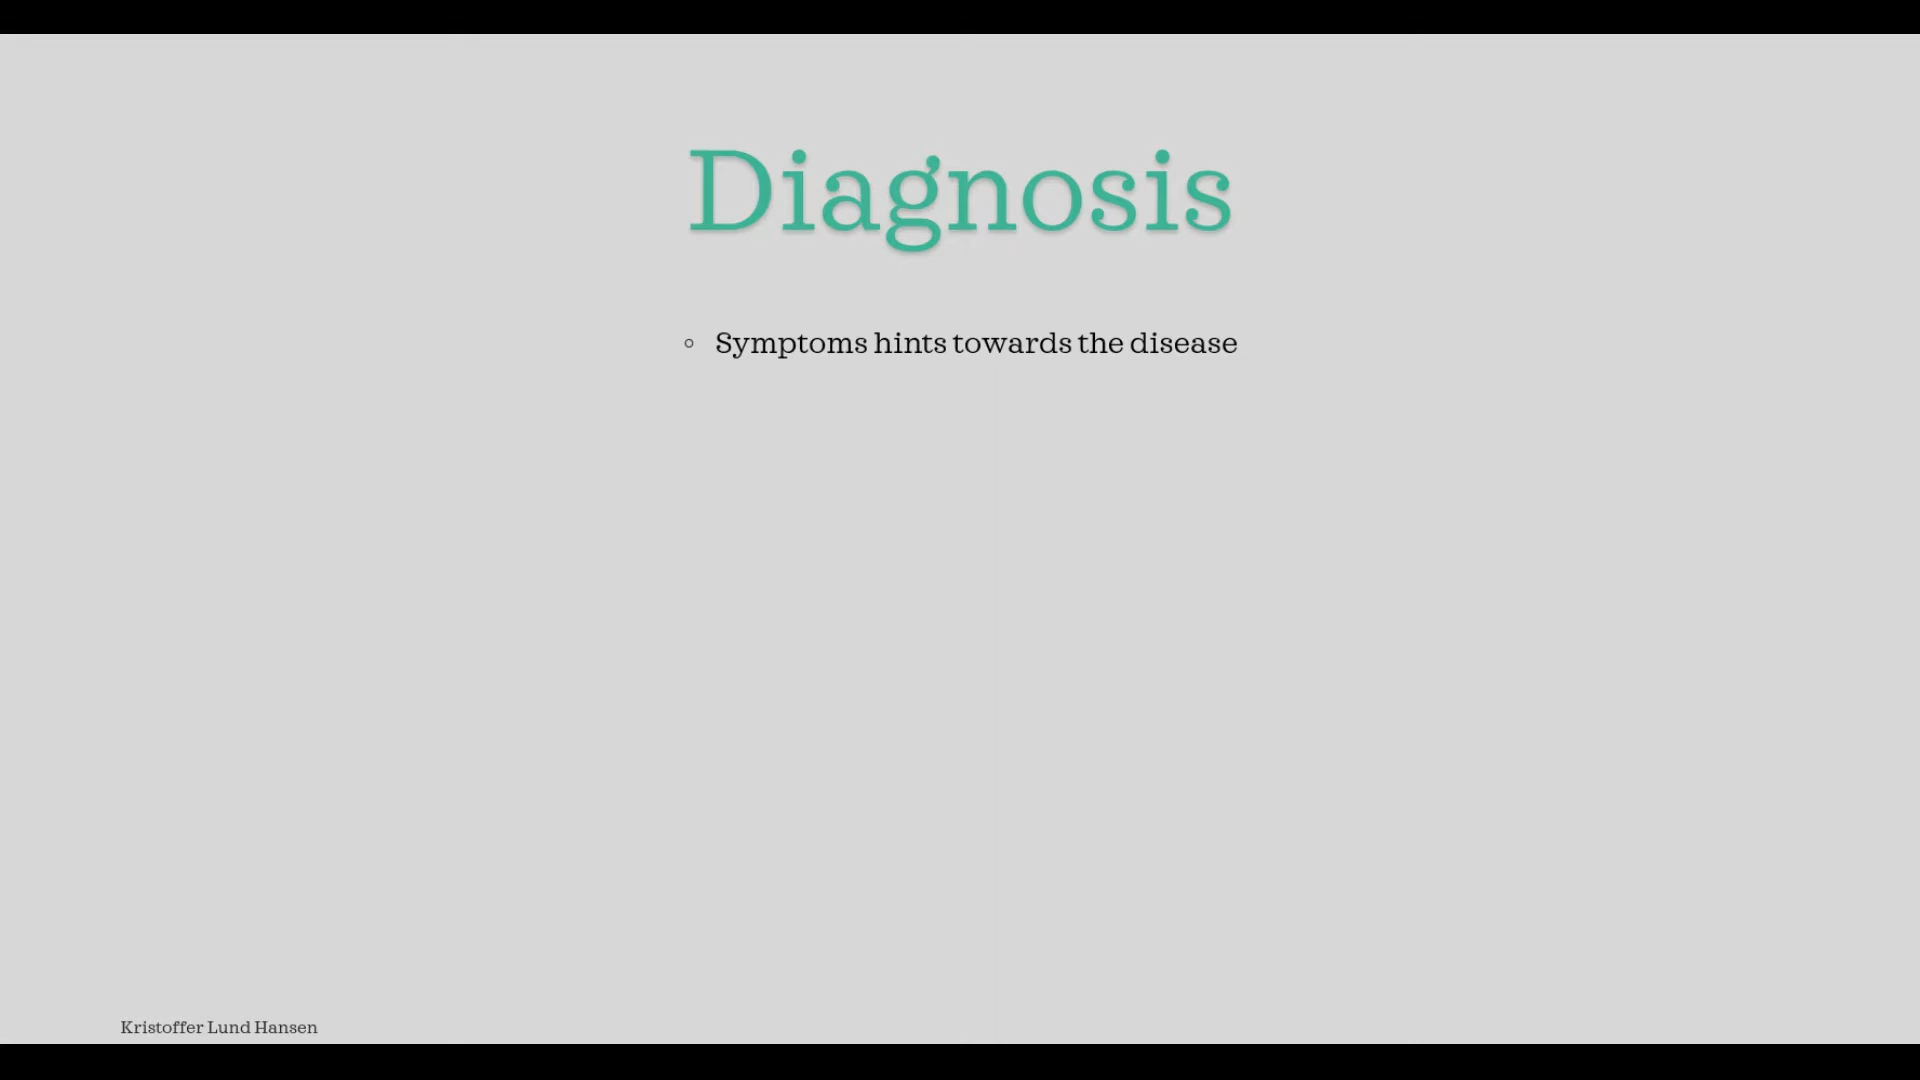 Diagnosis
Symptoms hints towards the disease
Kristoffer Lund Hansen